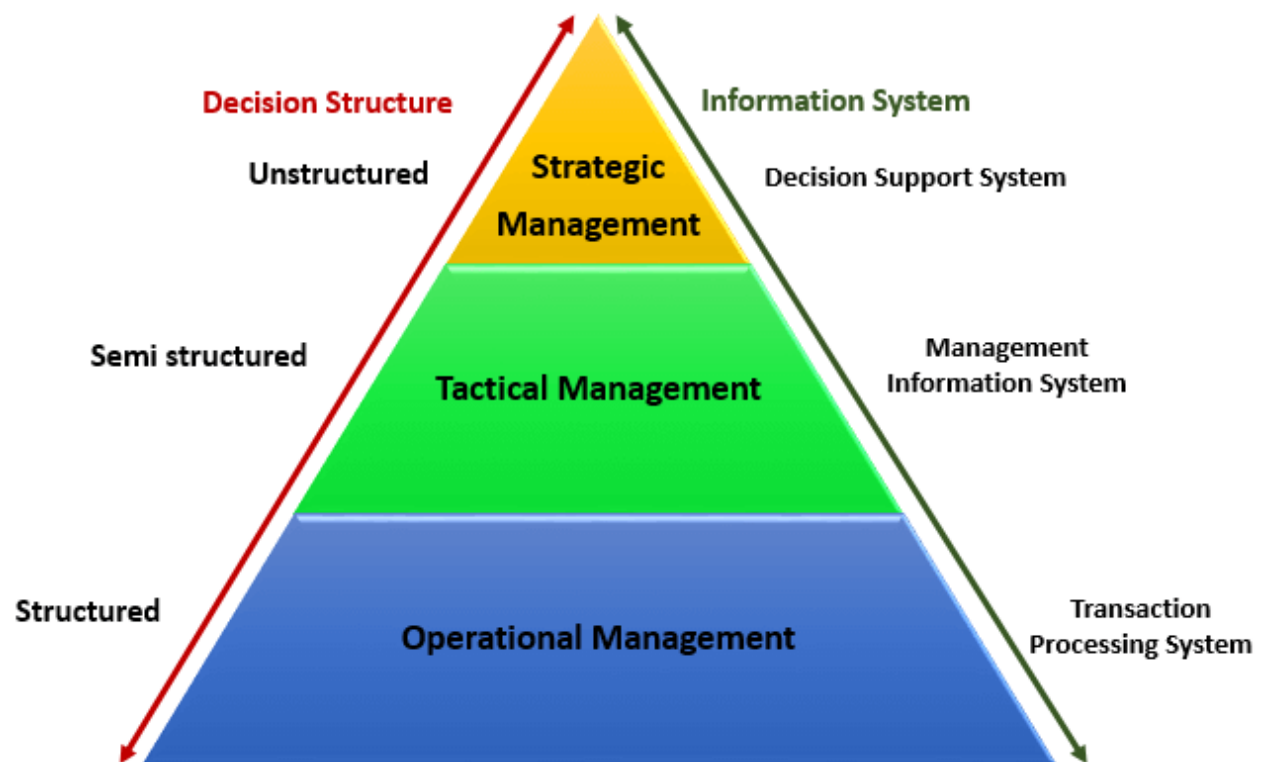 Decision Structure
Information System
Unstructured
Strategic
Management
Decision Support System
Semi structured
Tactical Management
Management
Information System
Structured
Operational Management
Transaction
Processing System